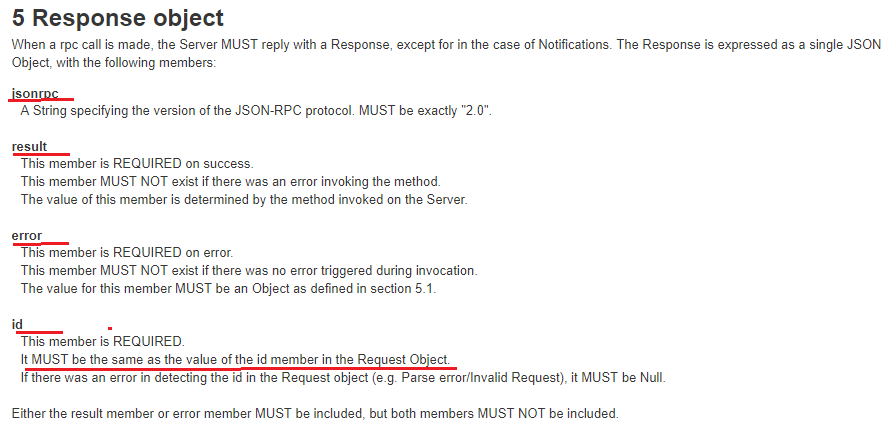 5 Response object
When a rpc call is made, the Server MUST reply with a Response, except for in the case of Notifications. The Response is expressed as a single JSON
Object, with the following members:
jsonrpc
A String specifying the version of the JSON-RPC protocol. MUST be exactly "2.0".
result
This member is REQUIRED on success.
This member MUST NOT exist if there was an error invoking the method.
The value of this member is determined by the method invoked on the Server.
error
This member is REQUIRED on error.
This member MUST NOT exist if there was no error triggered during invocation.
The value for this member MUST be an Object as defined in section 5.1.
id
This member is REQUIRED.
It MUST be the same as the value of the id member in the Request Object.
If there was an error in detecting the id in the Request object (e.g. Parse error/Invalid Request), it MUST be Null.
Either the result member or error member MUST be included, but both members MUST NOT be included.